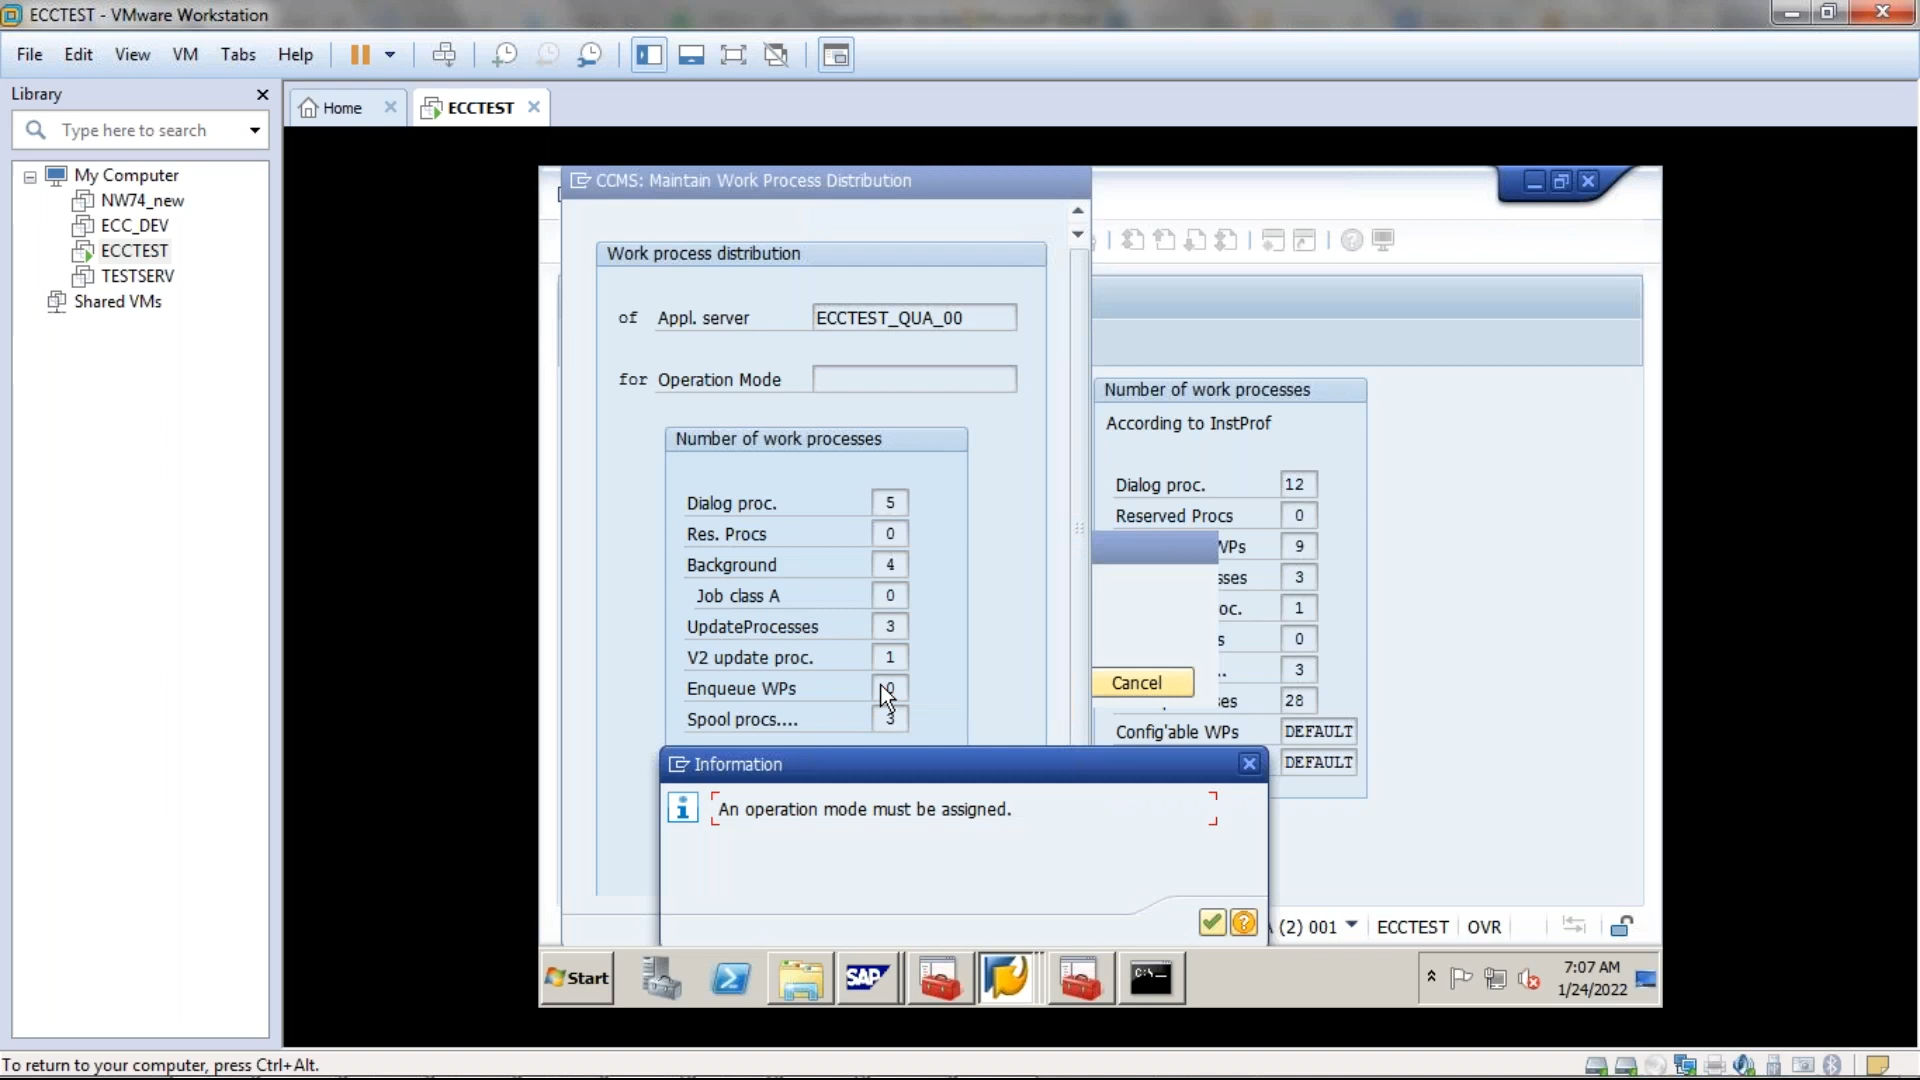 ECCTEST - VMware Workstation
File Edit View VM Tabs Help
Library
Home
ECCTEST
Type here to search
My Computer
NW74_new
ECC_DEV
ECCTEST
TESTSERV
Shared VMs
CCMS: Maintain Work Process Distribution
Work process distribution
of Appl. server ECCTEST_QUA_00
for Operation Mode
Number of work processes
Dialog proc. 5
Res. Procs 0
Background 4
Job class A 0
UpdateProcesses 3
V2 update proc. 1
Enqueue WPs 0
Spool procs.... 3
Number of work processes
According to InstProf
Dialog proc. 12
Reserved Procs 0
WPs 9
sses 3
oc. 1
s 0
.. 3
es 28
Config'able WPs DEFAULT
DEFAULT
Cancel
Information
An operation mode must be assigned.
(2) 001 ECCTEST OVR
Start
SAP
C:\_
7:07 AM
1/24/2022
To return to your computer, press Ctrl+Alt.